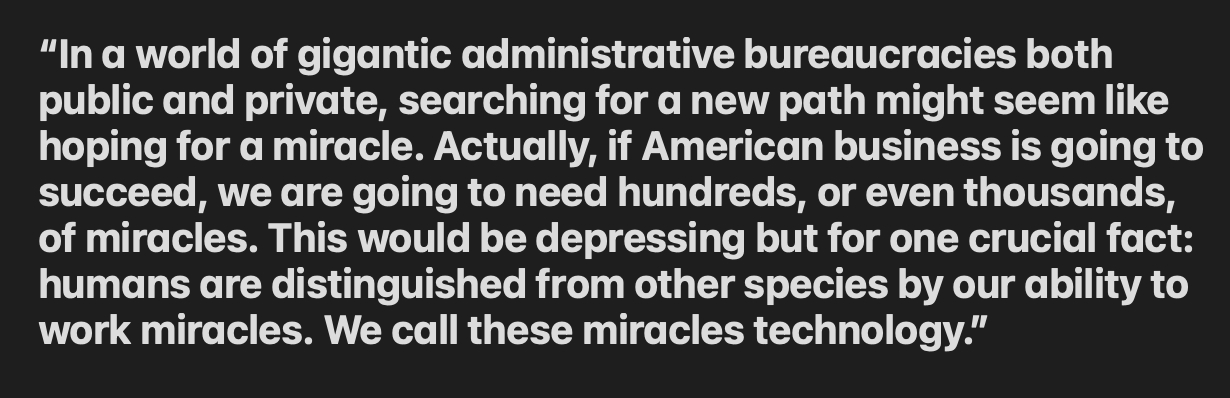 “In a world of gigantic administrative bureaucracies both
public and private, searching for a new path might seem like
hoping for a miracle. Actually, if American business is going to
succeed, we are going to need hundreds, or even thousands,
of miracles. This would be depressing but for one crucial fact:
humans are distinguished from other species by our ability to
work miracles. We call these miracles technology.”